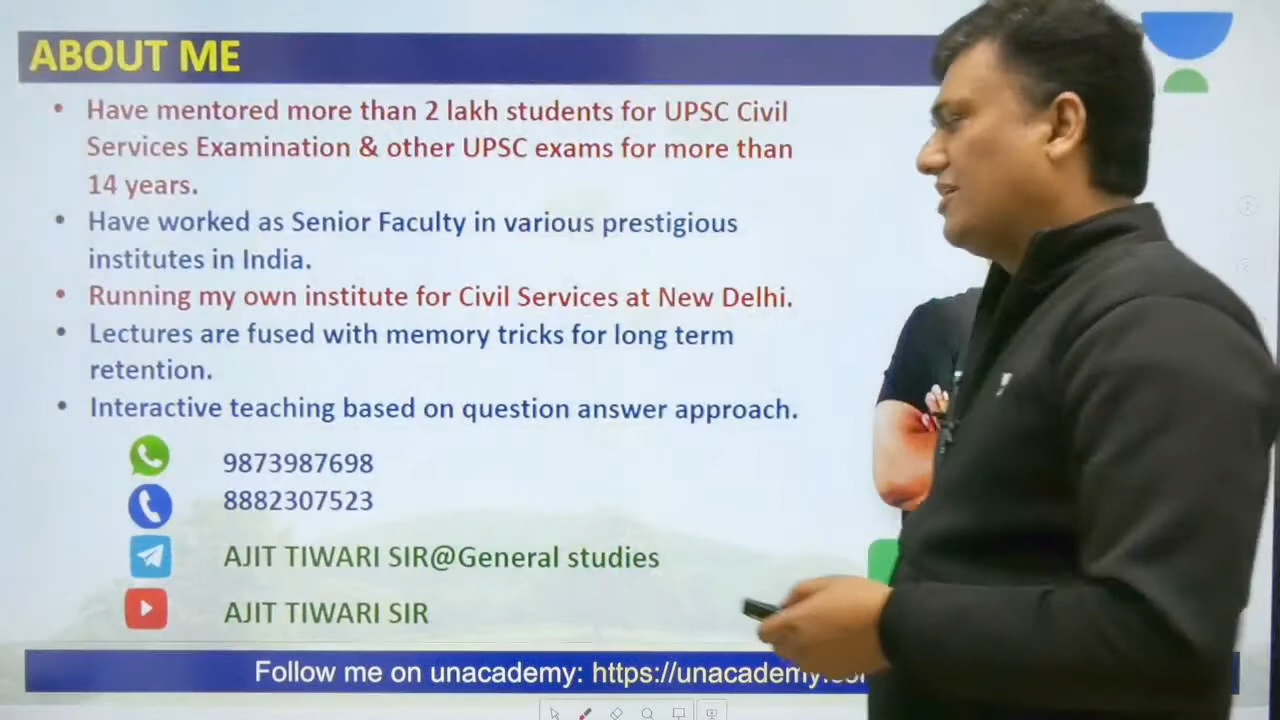 ABOUT ME
• Have mentored more than 2 lakh students for UPSC Civil
Services Examination & other UPSC exams for more than
14 years.
• Have worked as Senior Faculty in various prestigious
institutes in India.
• Running my own institute for Civil Services at New Delhi.
• Lectures are fused with memory tricks for long term
retention.
• Interactive teaching based on question answer approach.
9873987698
8882307523
AJIT TIWARI SIR@General studies
AJIT TIWARI SIR
Follow me on unacademy: https://unacademy.